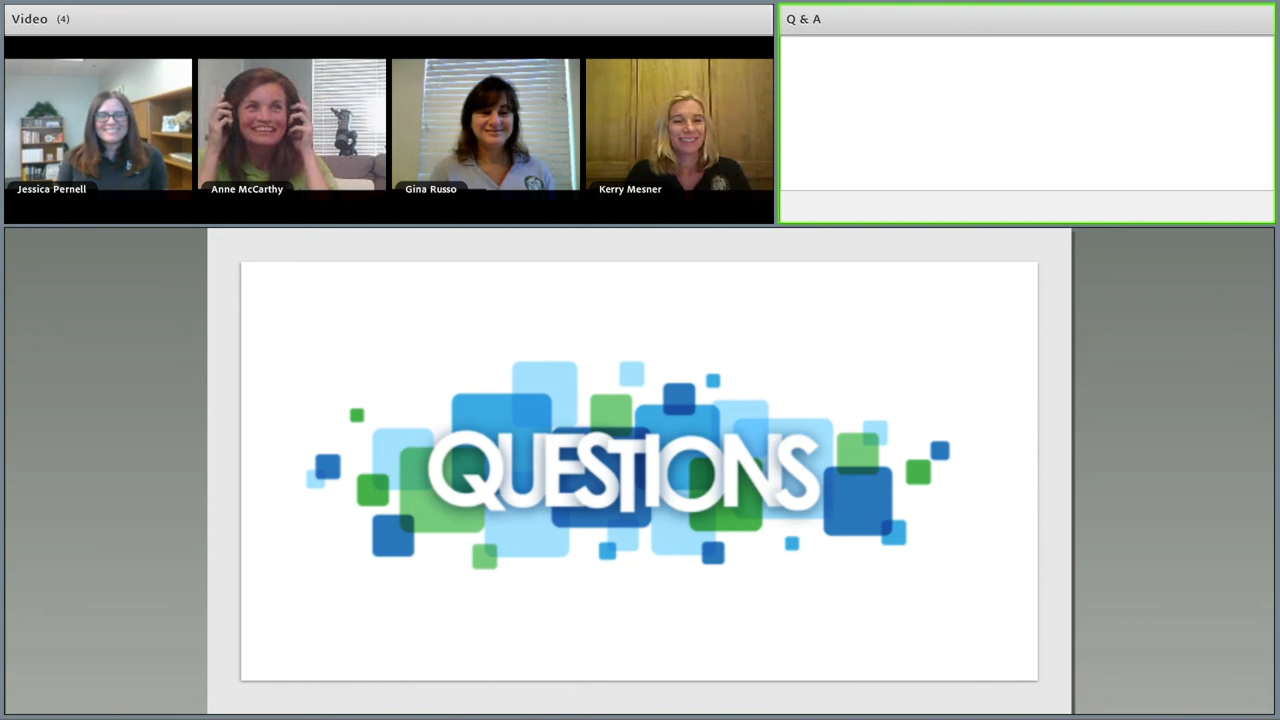 Video (4)
Q & A
Jessica Pernell
Anne McCarthy
Gina Russo
Kerry Mesner
QUESTIONS